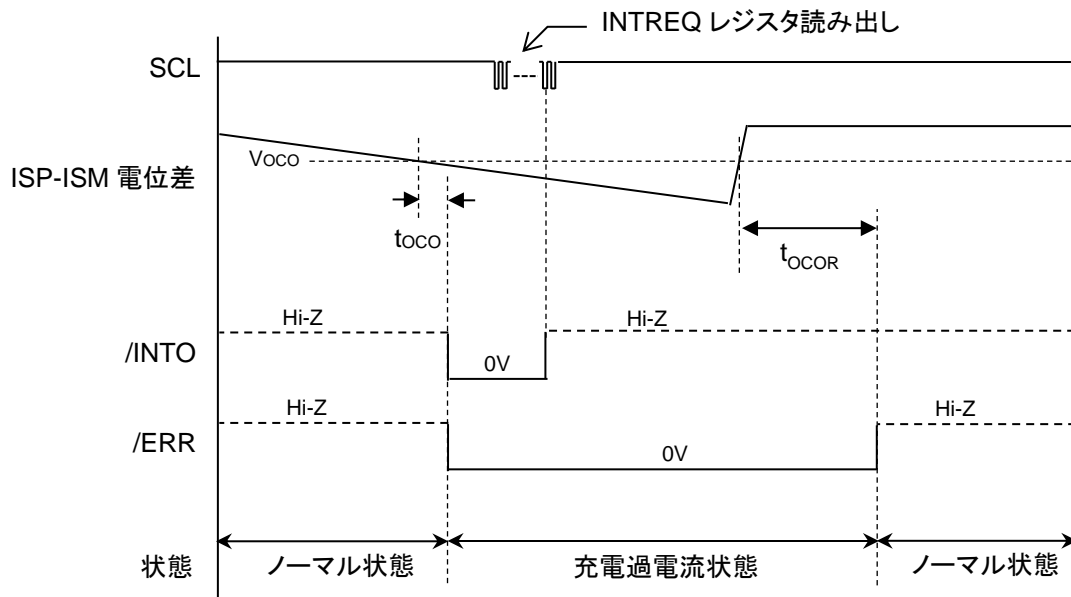 INTREQ レジスタ読み出し
SCL
VOCO
ISP-ISM 電位差
tOCO
tOCOR
Hi-Z
Hi-Z
/INTO
0V
Hi-Z
Hi-Z
/ERR
0V
状態
ノーマル状態
充電過電流状態
ノーマル状態